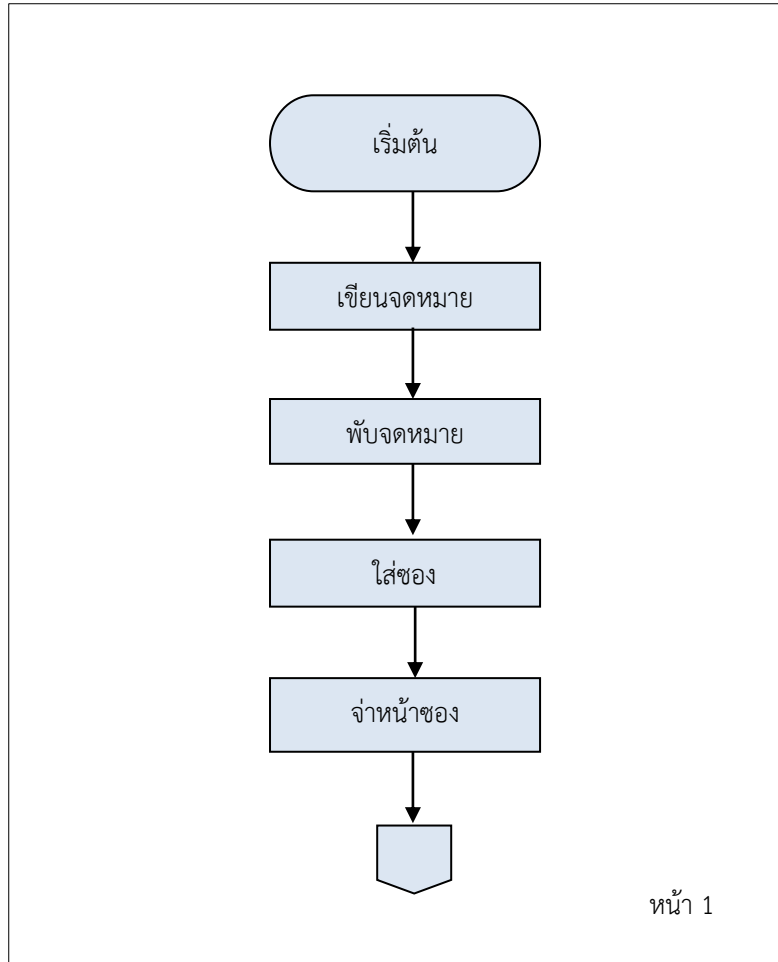 เริ่มต้น
เขียนจดหมาย
พับจดหมาย
ใส่ซอง
จ่าหน้าซอง
หน้า 1